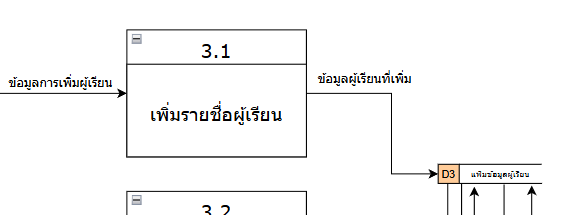 3.1
ข้อมูลการเพิ่มผู้เรียน
ข้อมูลผู้เรียนที่เพิ่ม
เพิ่มรายชื่อผู้เรียน
D3 แฟ้มข้อมูลผู้เรียน
3.2